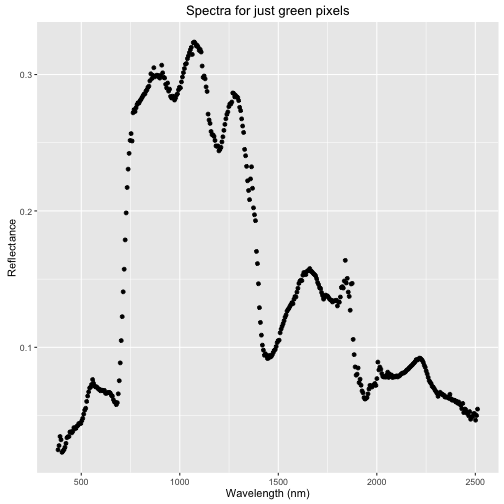 Spectra for just green pixels
0.3
0.2
0.1
Reflectance
500 1000 1500 2000 2500
Wavelength (nm)